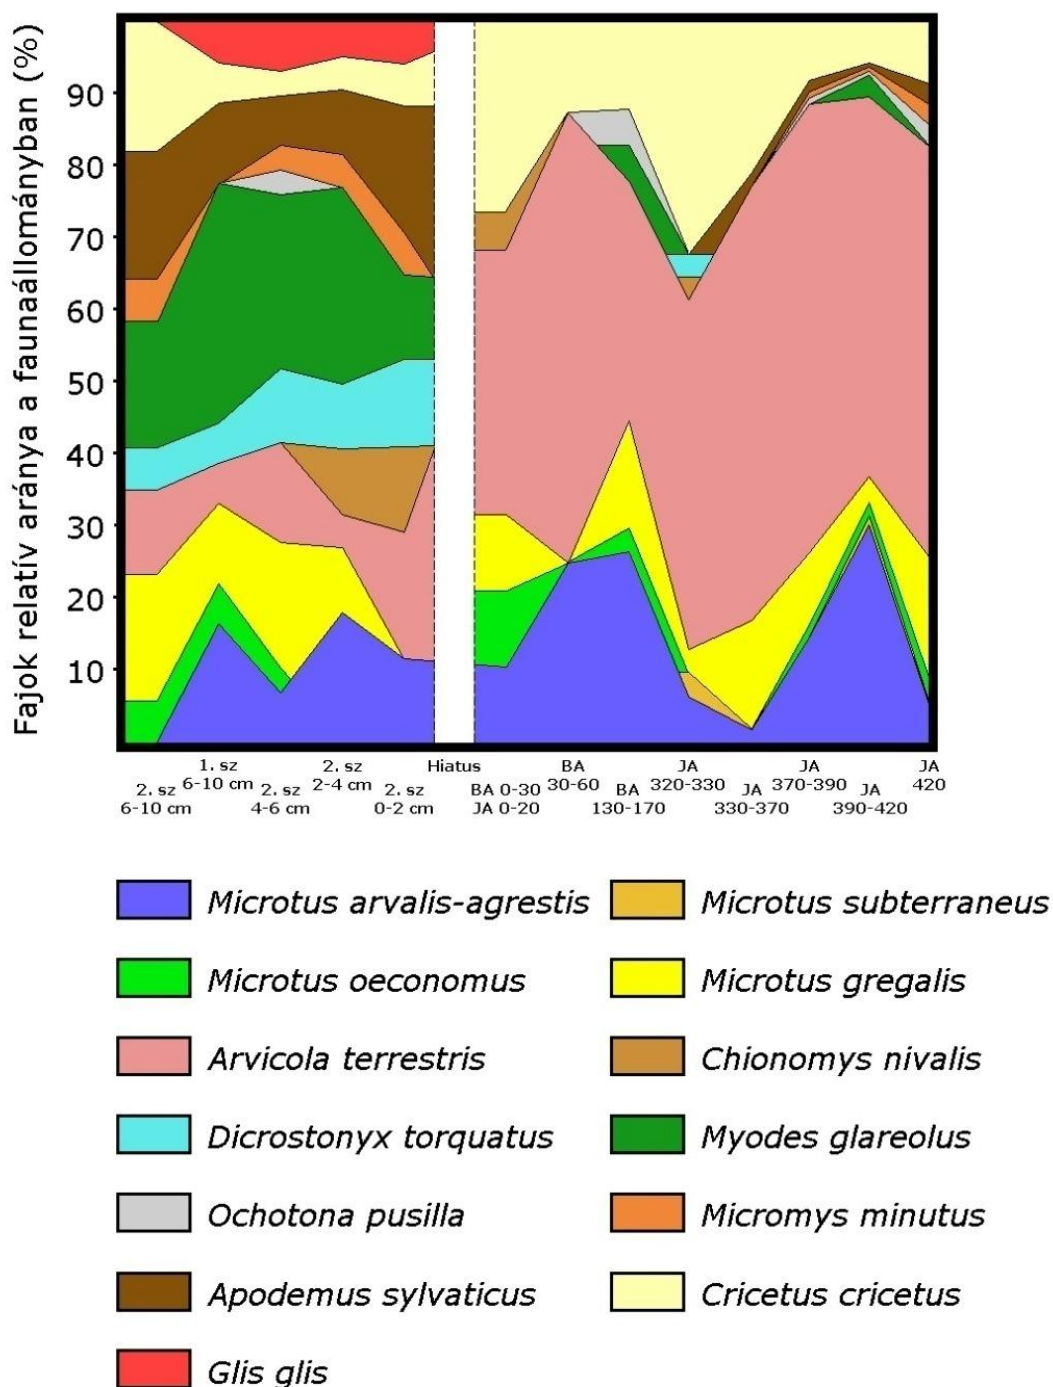 Fajok relatív aránya a faunaállományban (%)
90
80
70
60
50
40
30
20
10
2. sz
6-10 cm
1. sz
6-10 cm
2. sz
4-6 cm
2. sz
2-4 cm
2. sz
0-2 cm
Hiatus
BA 0-30
JA 0-20
BA
30-60
BA
130-170
JA
320-330
JA
330-370
JA
370-390
JA
390-420
JA
420
Microtus arvalis-agrestis
Microtus subterraneus
Microtus oeconomus
Microtus gregalis
Arvicola terrestris
Chionomys nivalis
Dicrostonyx torquatus
Myodes glareolus
Ochotona pusilla
Micromys minutus
Apodemus sylvaticus
Cricetus cricetus
Glis glis